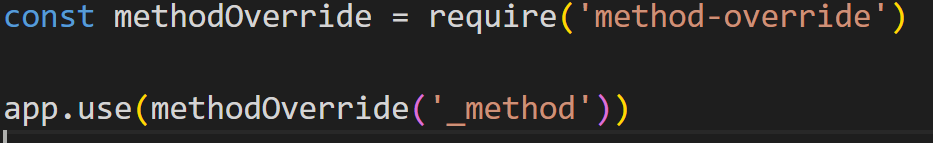 const methodOverride = require('method-override')
app.use(methodOverride('_method'))